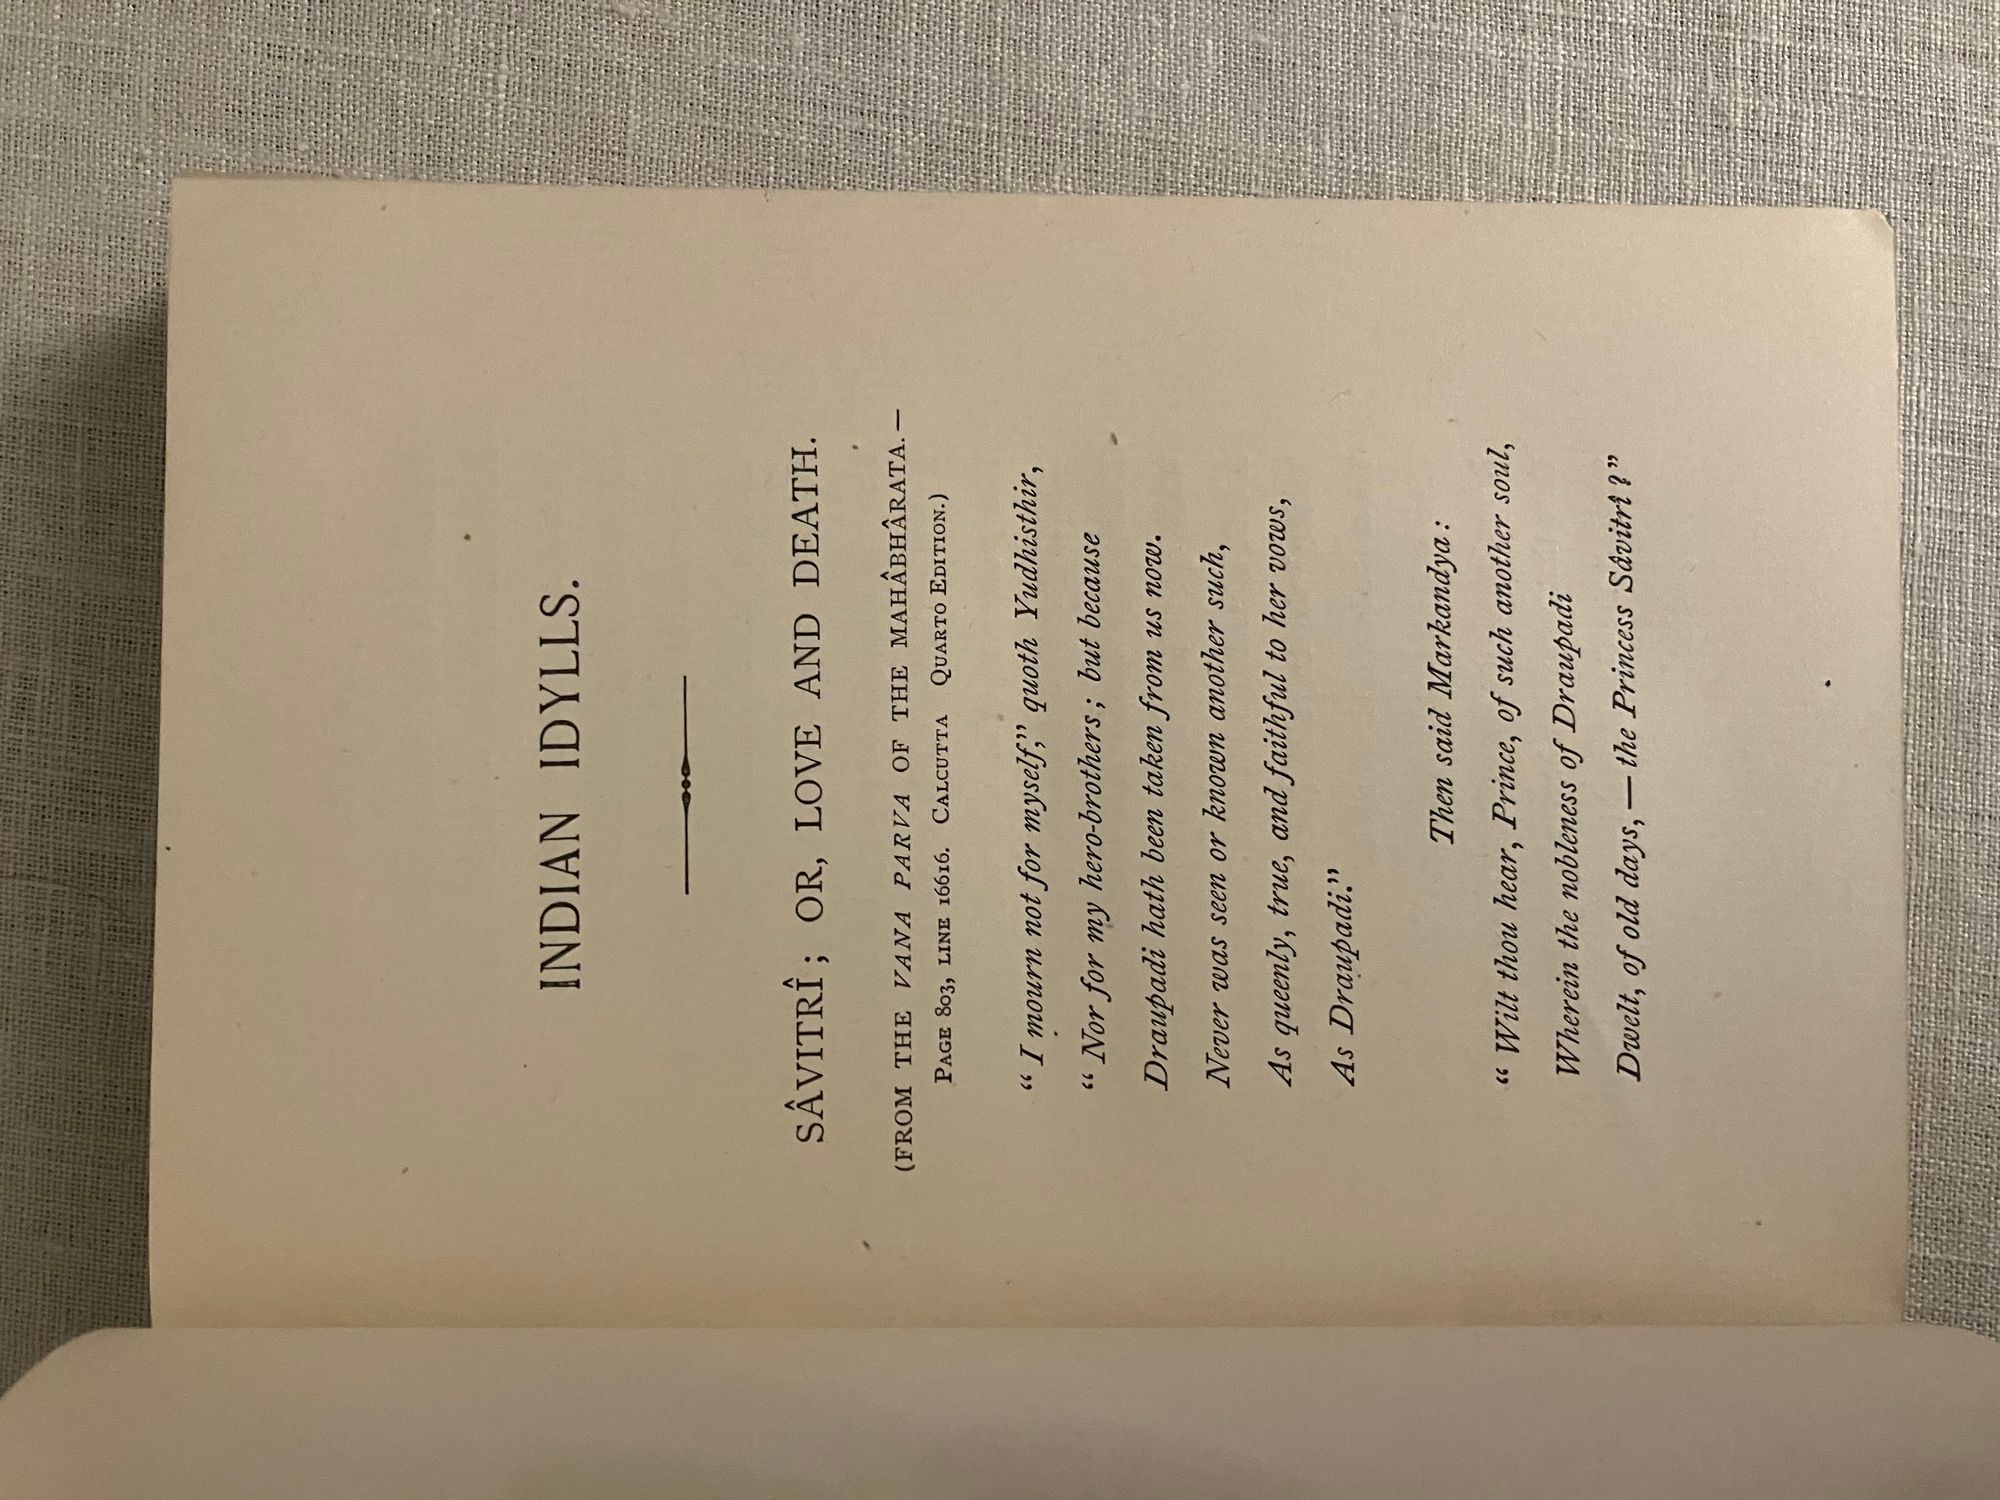 INDIAN IDYLLS.
SÂVITRÎ; OR, LOVE AND DEATH.
(FROM THE VANA PARVA OF THE MAHÂBHÂRATA.—
PAGE 803, LINE 16616. CALCUTTA QUARTO EDITION.)
“ I mourn not for myself,” quoth Yudhisthir,
“ Nor for my hero-brothers; but because
Draupadi hath been taken from us now.
Never was seen or known another such,
As queenly, true, and faithful to her vows,
As Draupadi.”
Then said Markandya:
“ Wilt thou hear, Prince, of such another soul,
Wherein the nobleness of Draupadi
Dwelt, of old days, — the Princess Sâvitrî?”